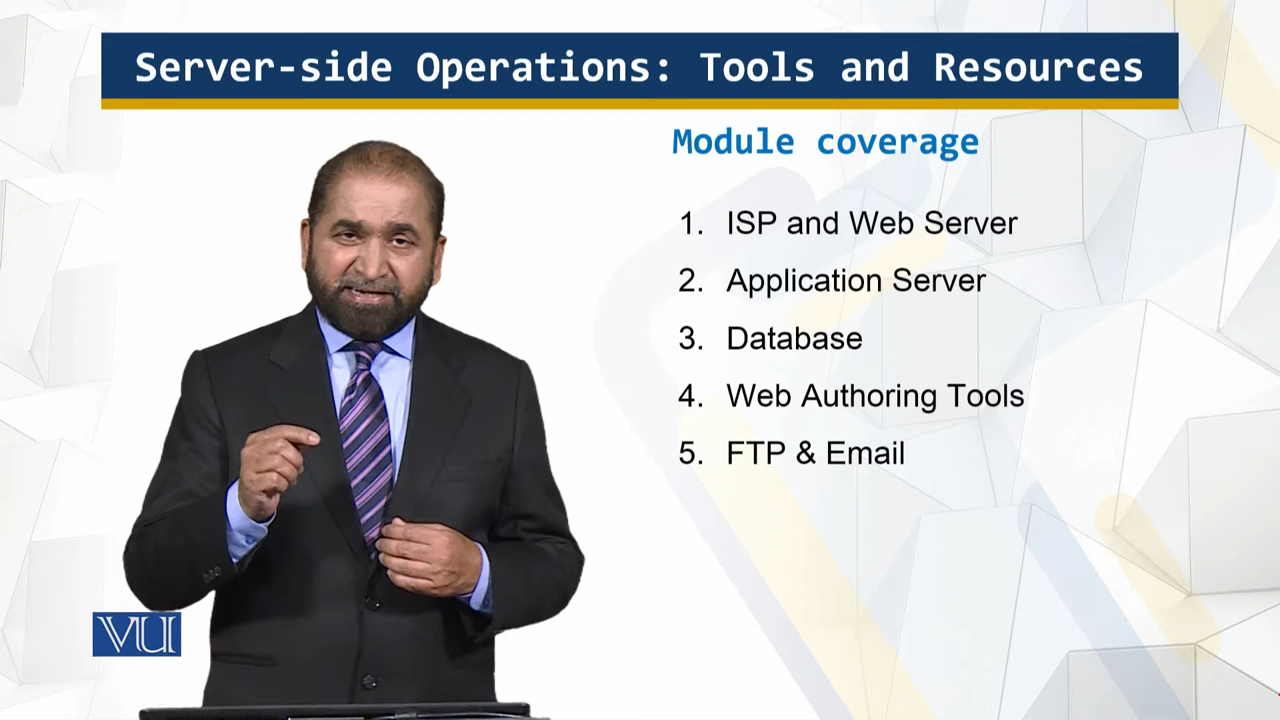 Server-side Operations: Tools and Resources
Module coverage
1. ISP and Web Server
2. Application Server
3. Database
4. Web Authoring Tools
5. FTP & Email
VU